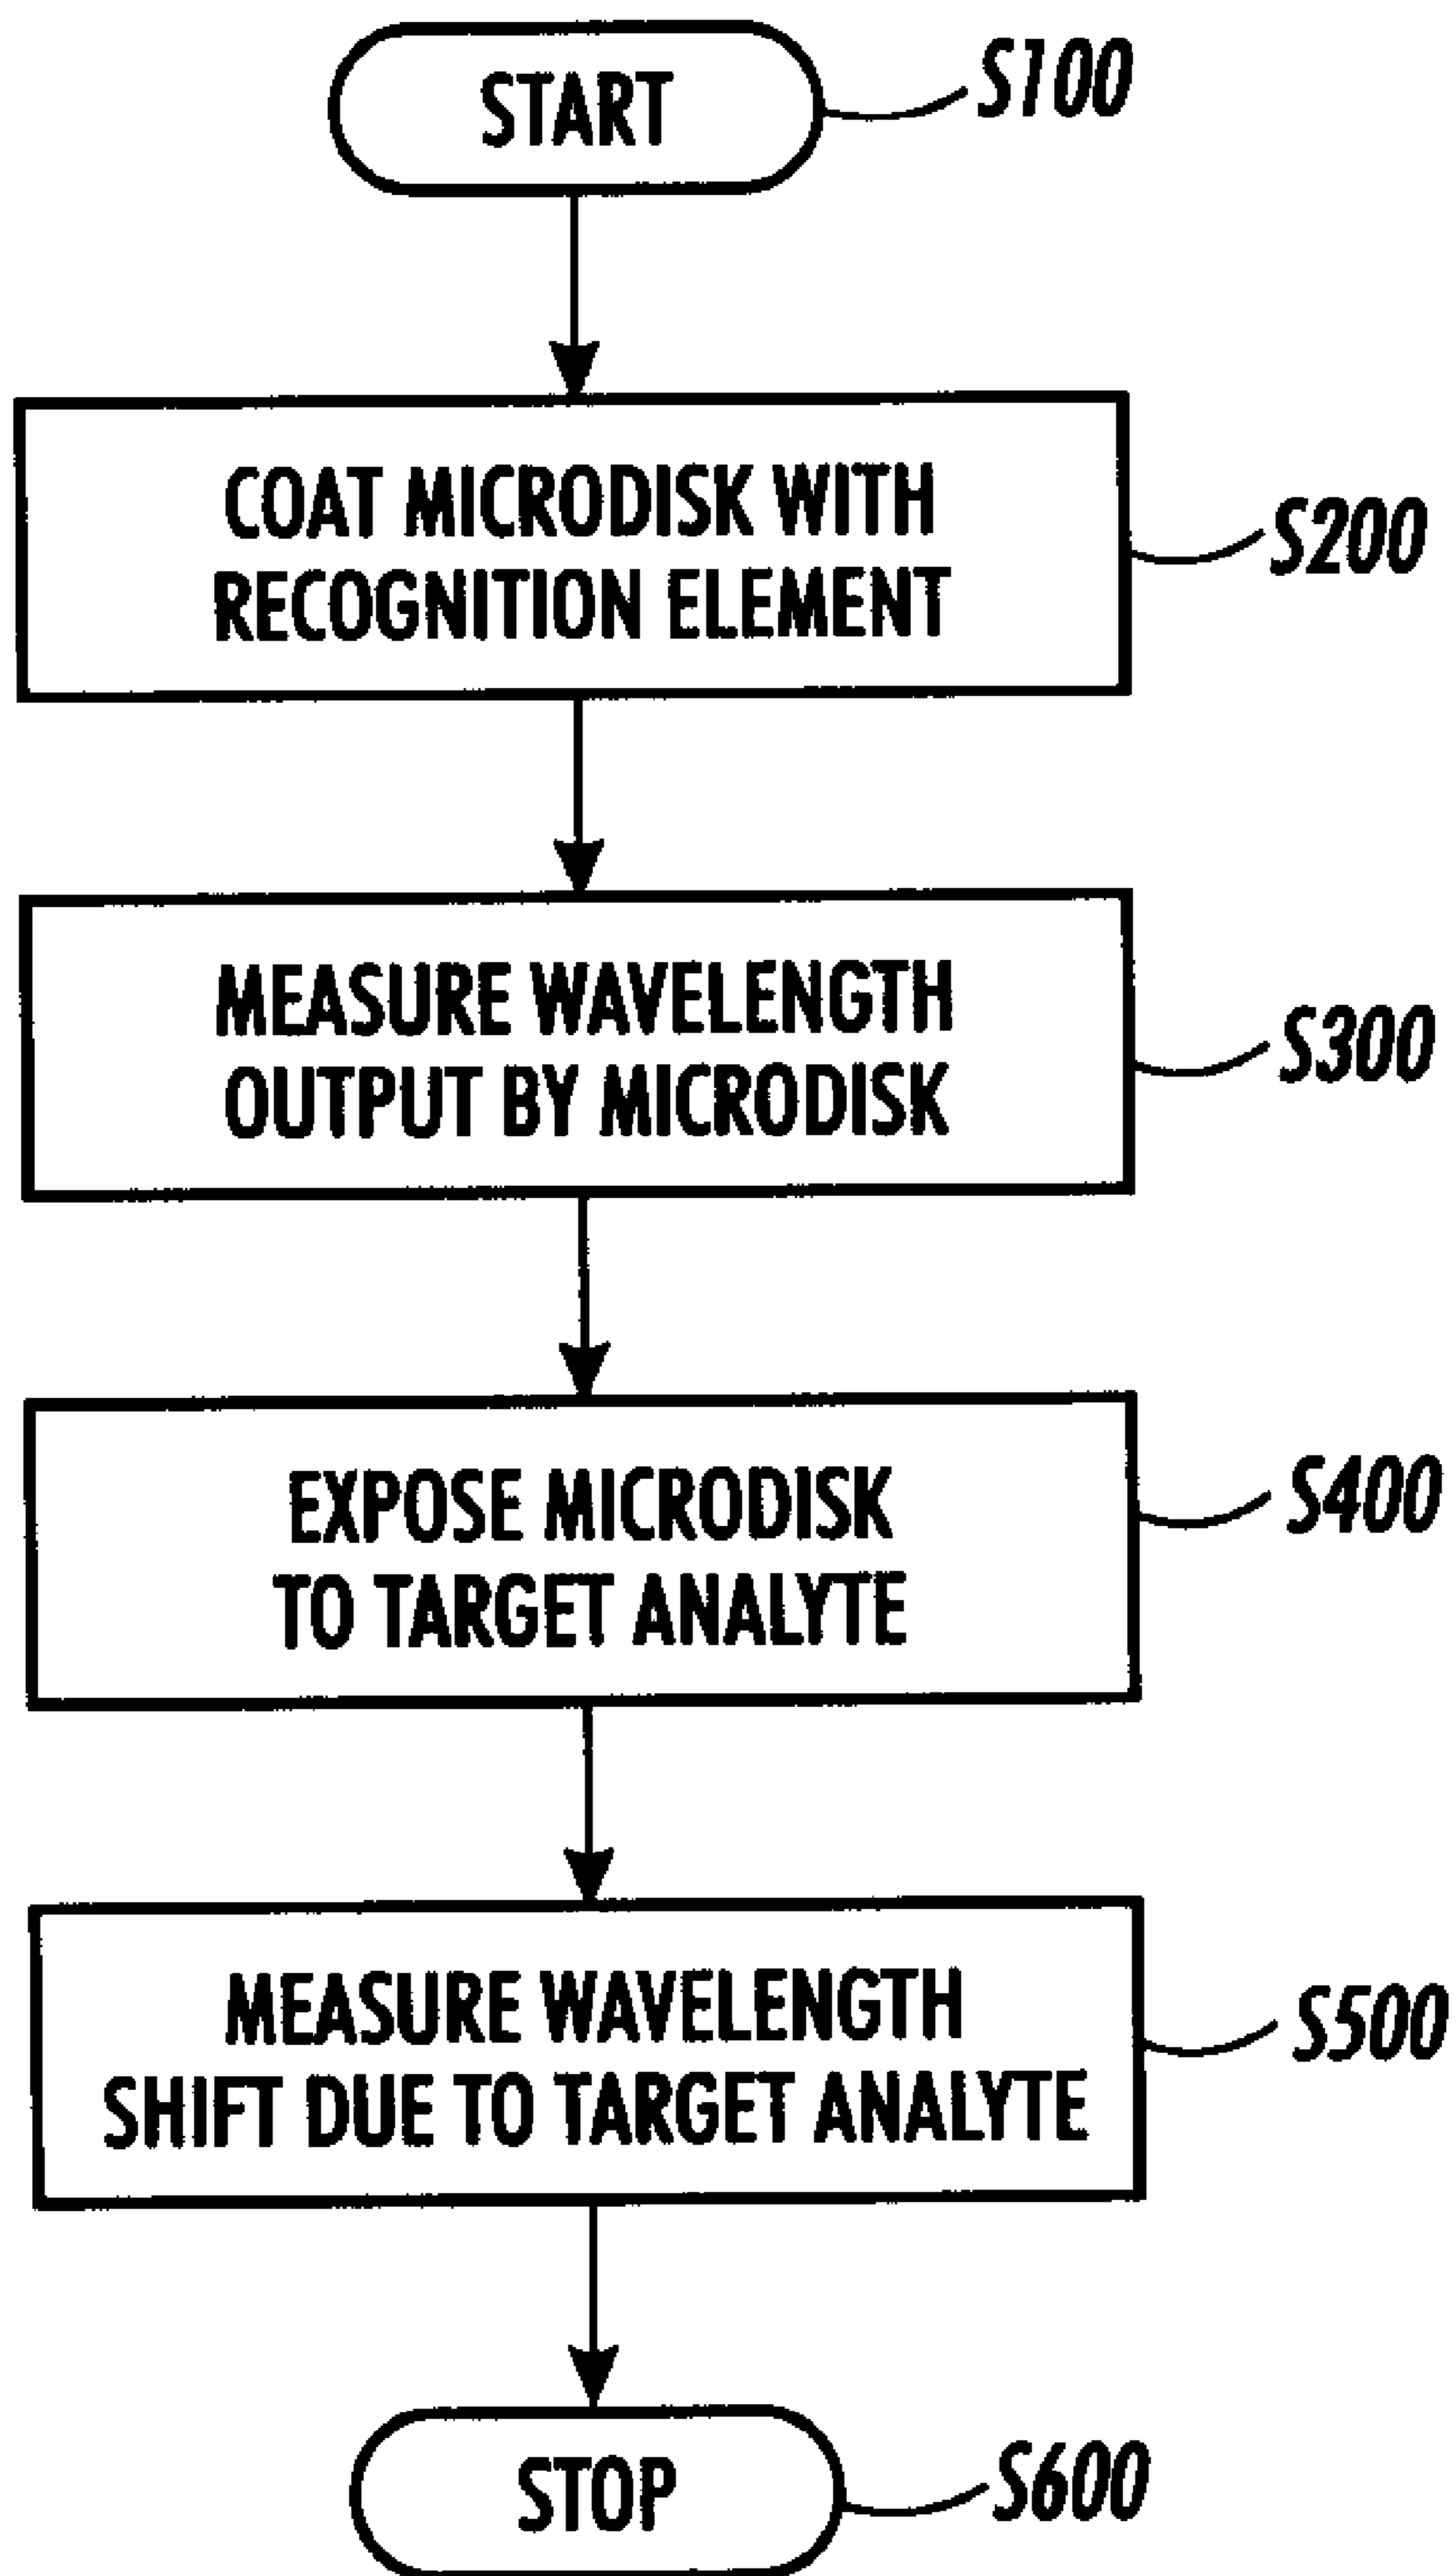 START
S100
COAT MICRODISK WITH
RECOGNITION ELEMENT
S200
MEASURE WAVELENGTH
OUTPUT BY MICRODISK
S300
EXPOSE MICRODISK
TO TARGET ANALYTE
S400
MEASURE WAVELENGTH
SHIFT DUE TO TARGET ANALYTE
S500
STOP
S600